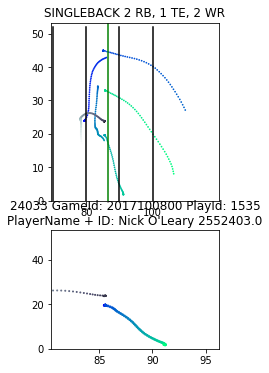 SINGLEBACK 2 RB, 1 TE, 2 WR
50
40
30
20
10
0
80 90 100
24033 GameId: 2017100800 PlayId: 1535
PlayerName + ID: Nick O'Leary 2552403.0
40
20
0
85 90 95